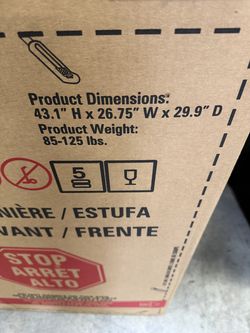 Product Dimensions:
43.1" H x 26.75" W x 29.9" D
Product Weight:
85-125 lbs.
5
NIÈRE / ESTUFA
VANT / FRENTE
STOP
ARRÊT
ALTO